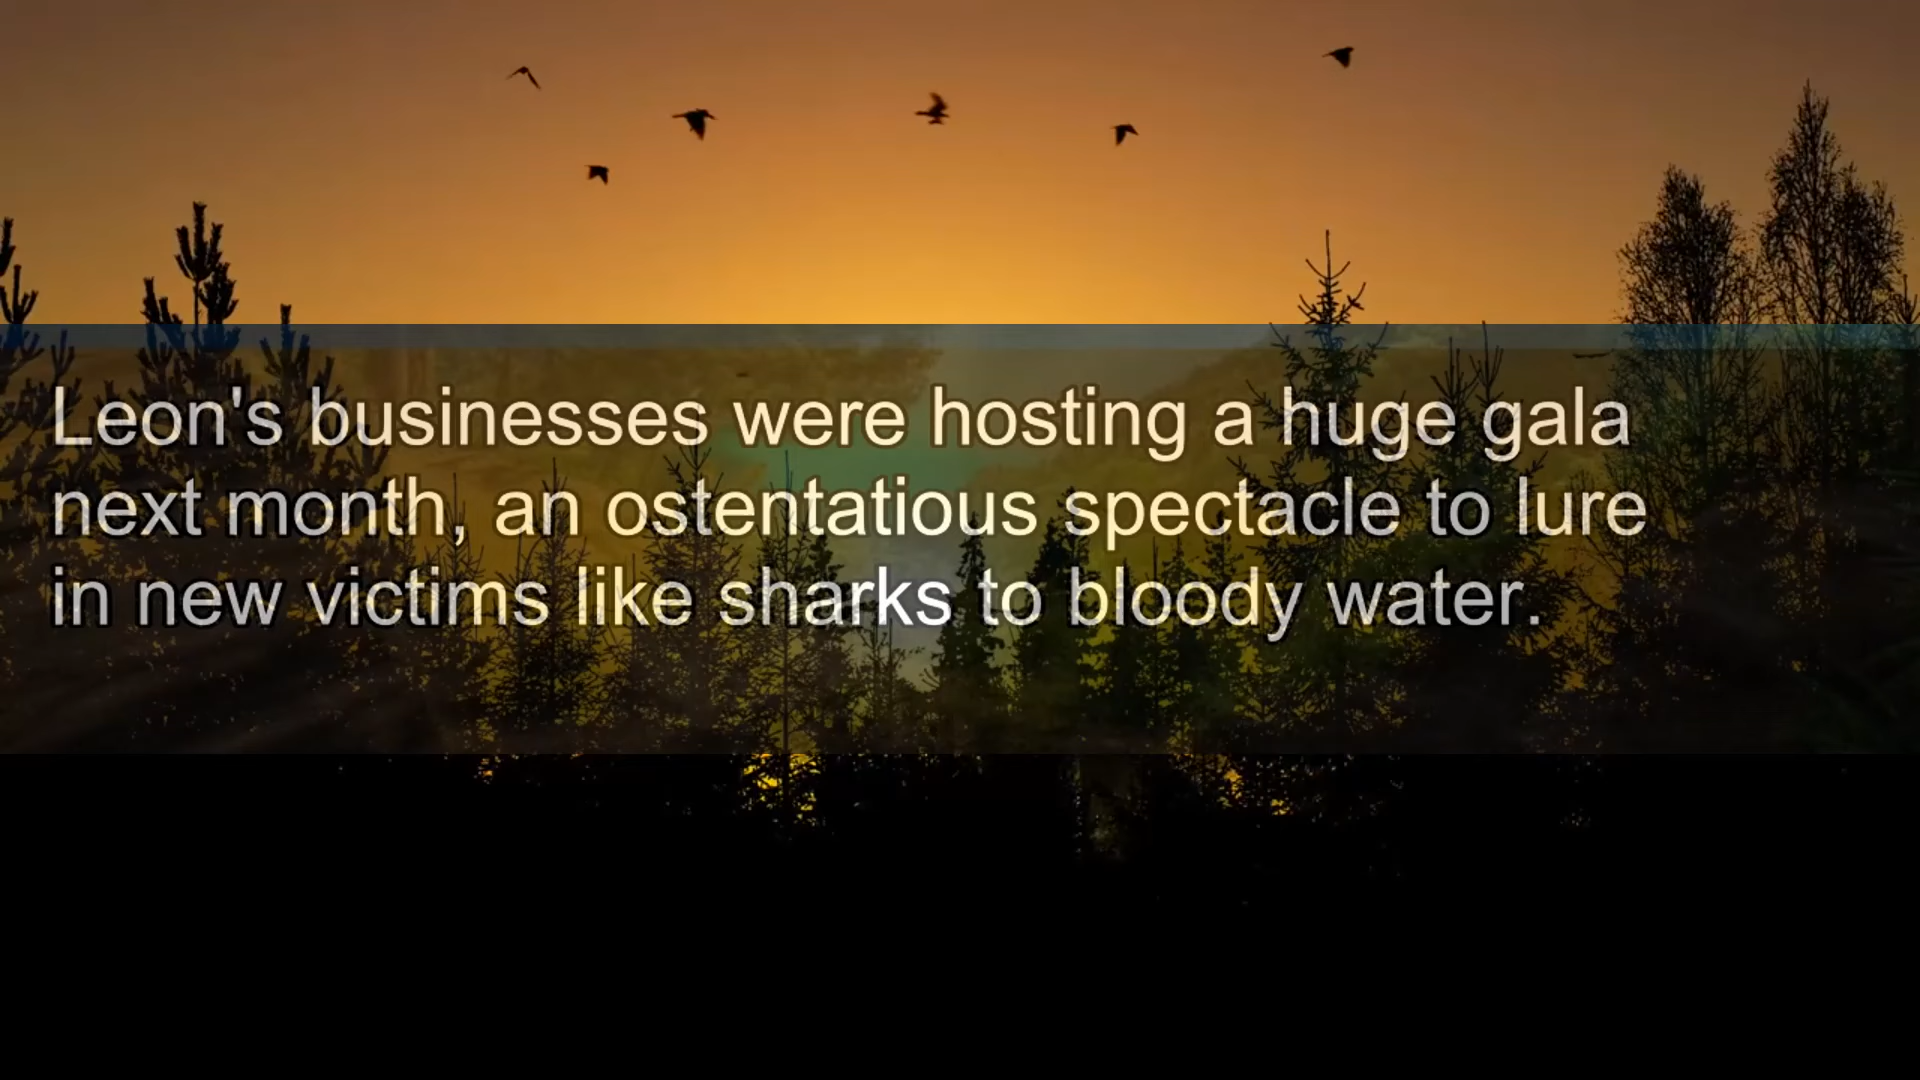 Leon's businesses were hosting a huge gala
next month, an ostentatious spectacle to lure
in new victims like sharks to bloody water.